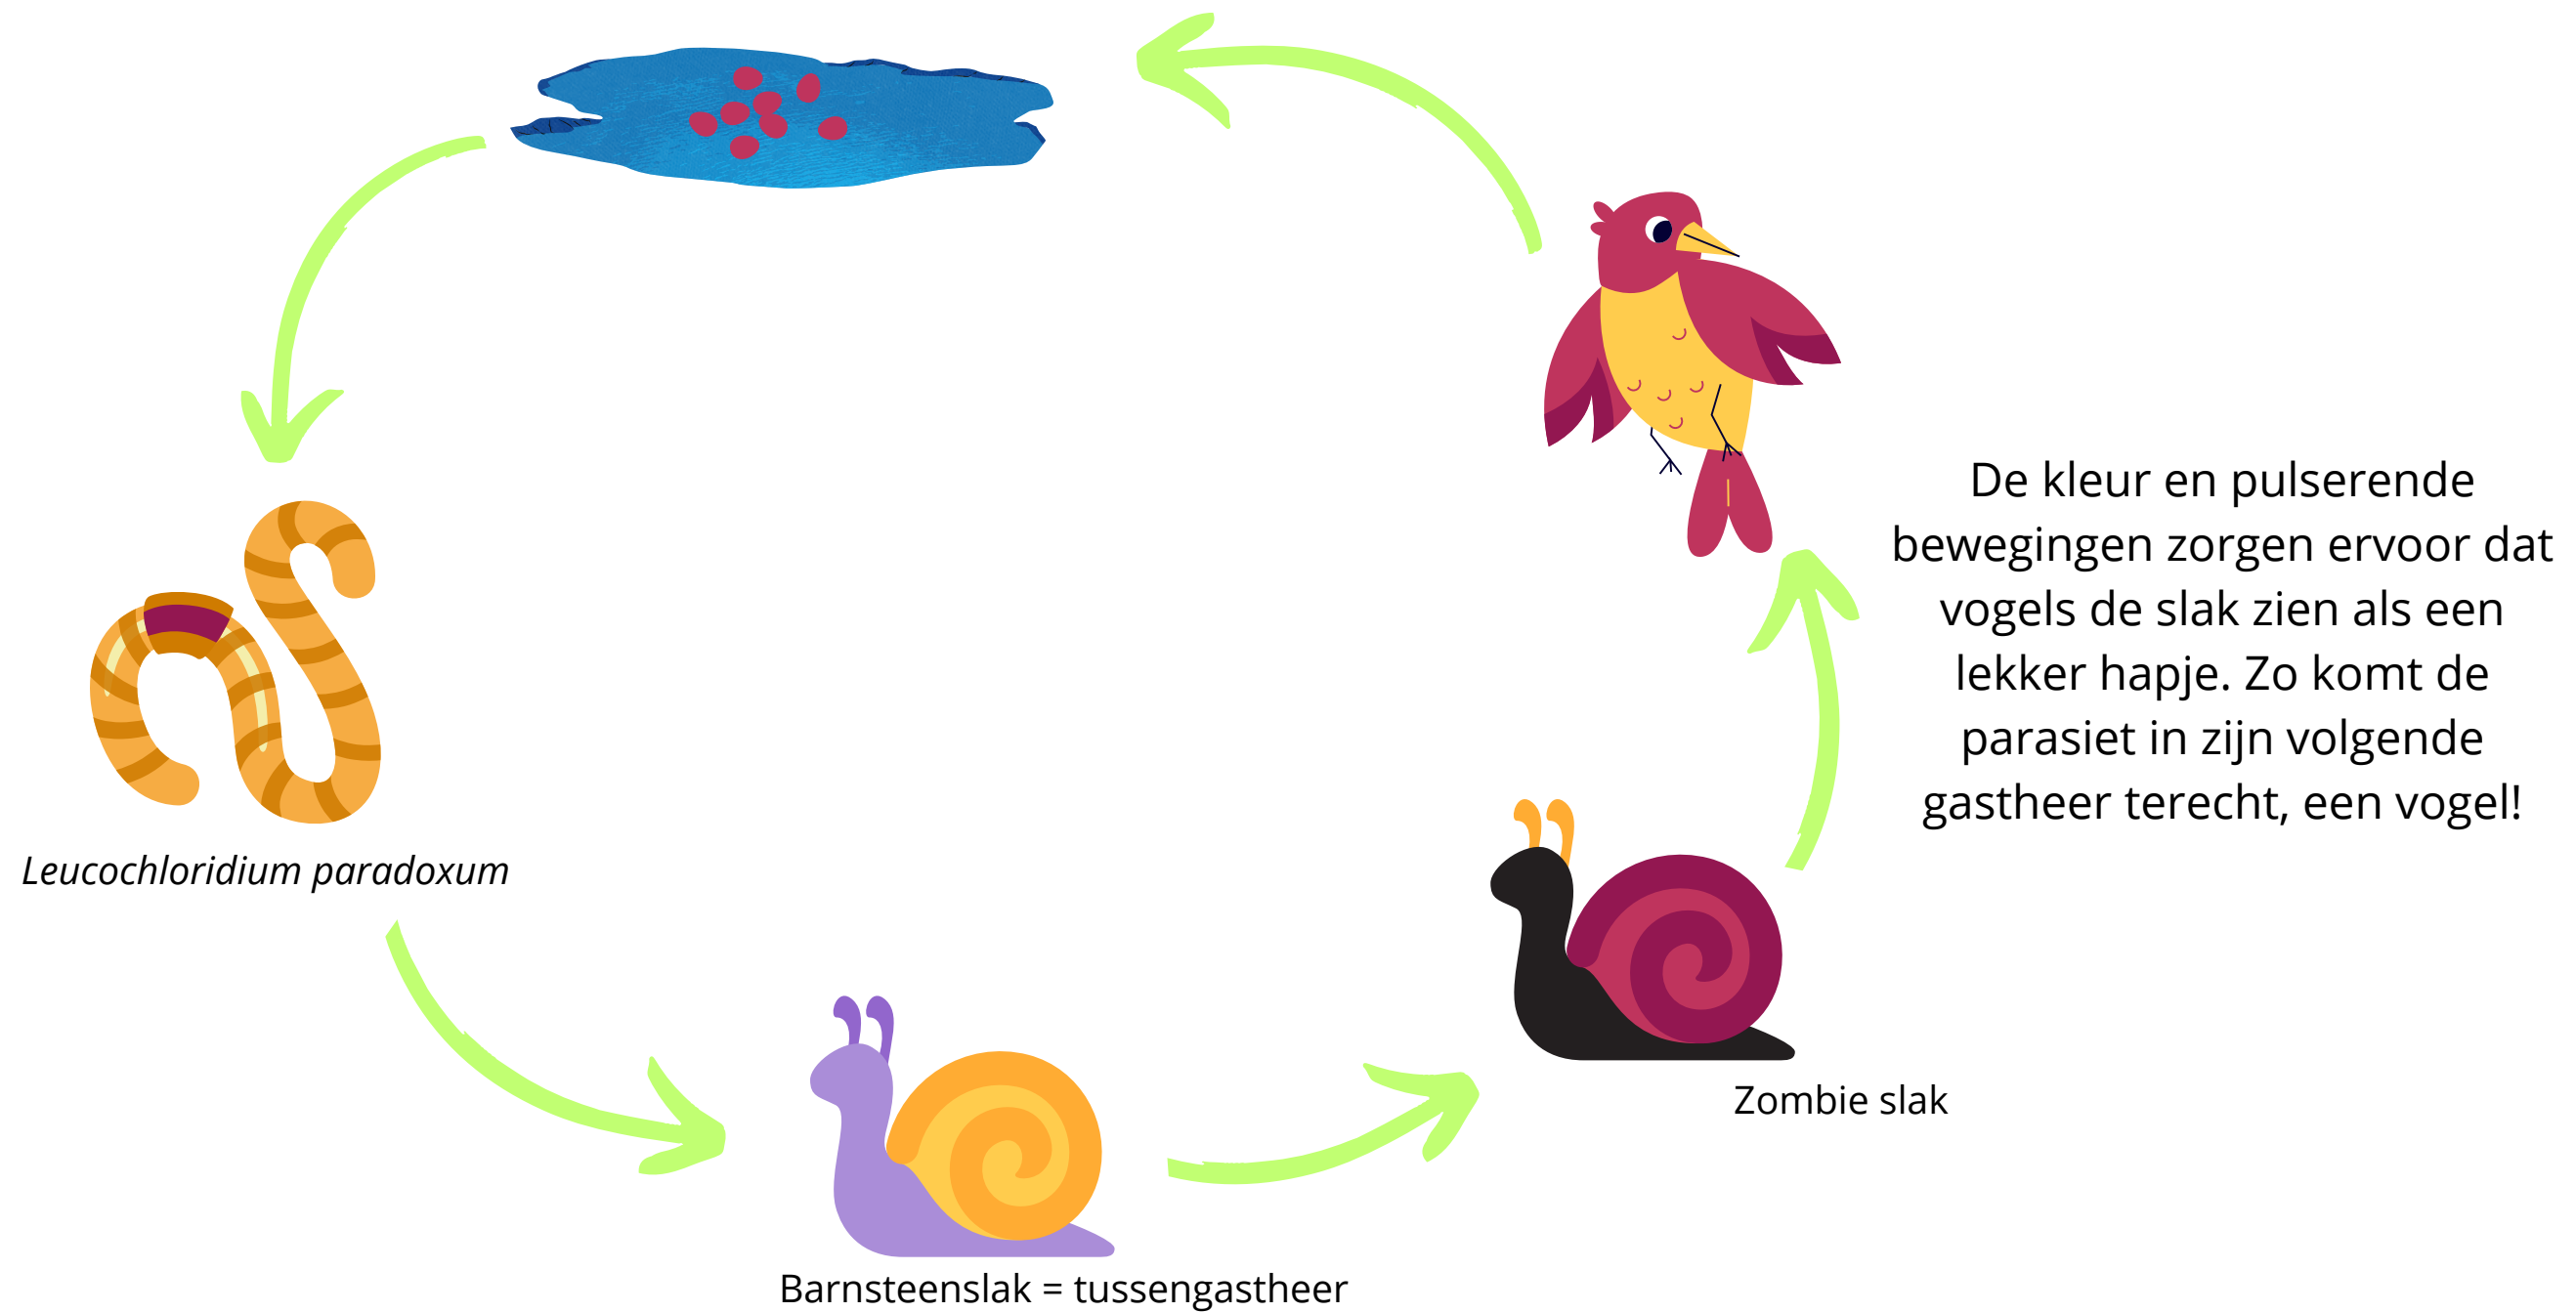 De kleur en pulserende
bewegingen zorgen ervoor dat
vogels de slak zien als een
lekker hapje. Zo komt de
parasiet in zijn volgende
gastheer terecht, een vogel!
Leucochloridium paradoxum
Zombie slak
Barnsteenslak = tussengastheer